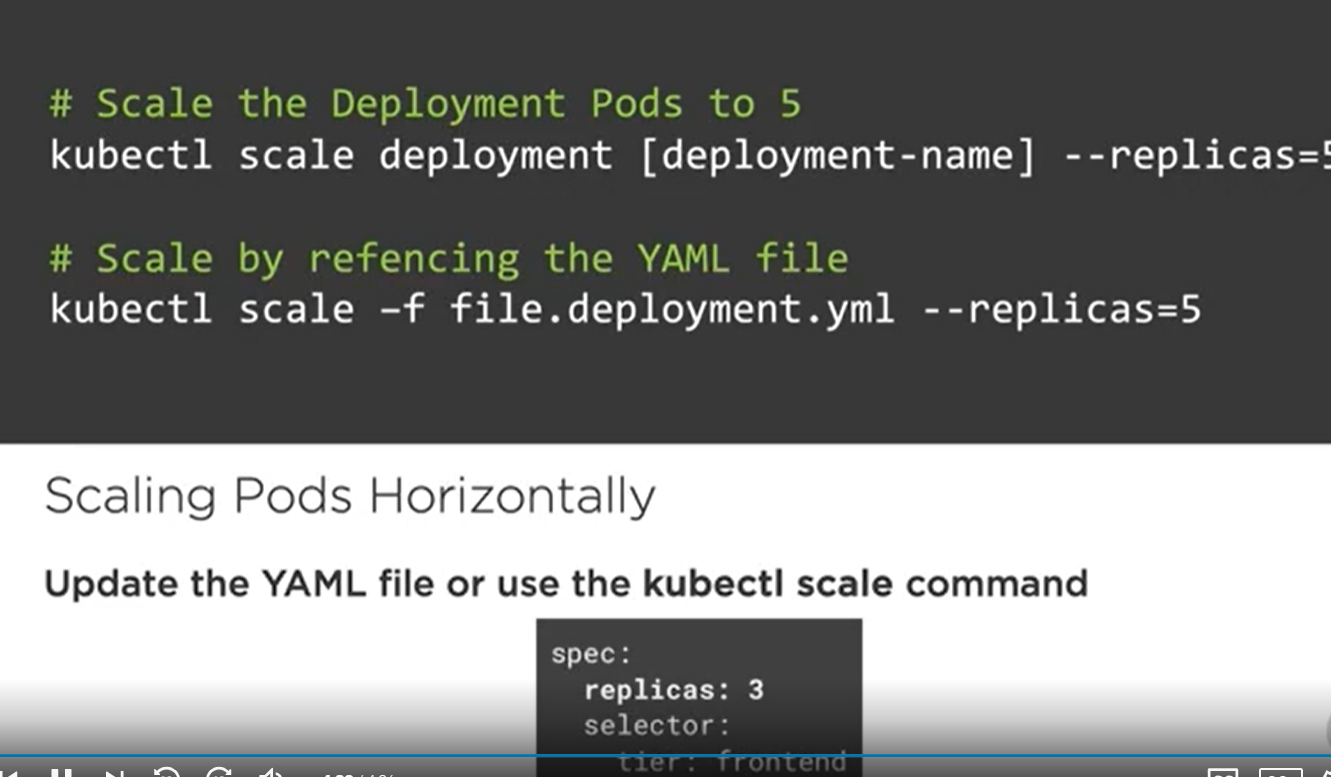 # Scale the Deployment Pods to 5
kubectl scale deployment [deployment-name] --replicas=5
# Scale by refencing the YAML file
kubectl scale –f file.deployment.yml --replicas=5
Scaling Pods Horizontally
Update the YAML file or use the kubectl scale command
spec:
replicas: 3
selector:
tier: frontend